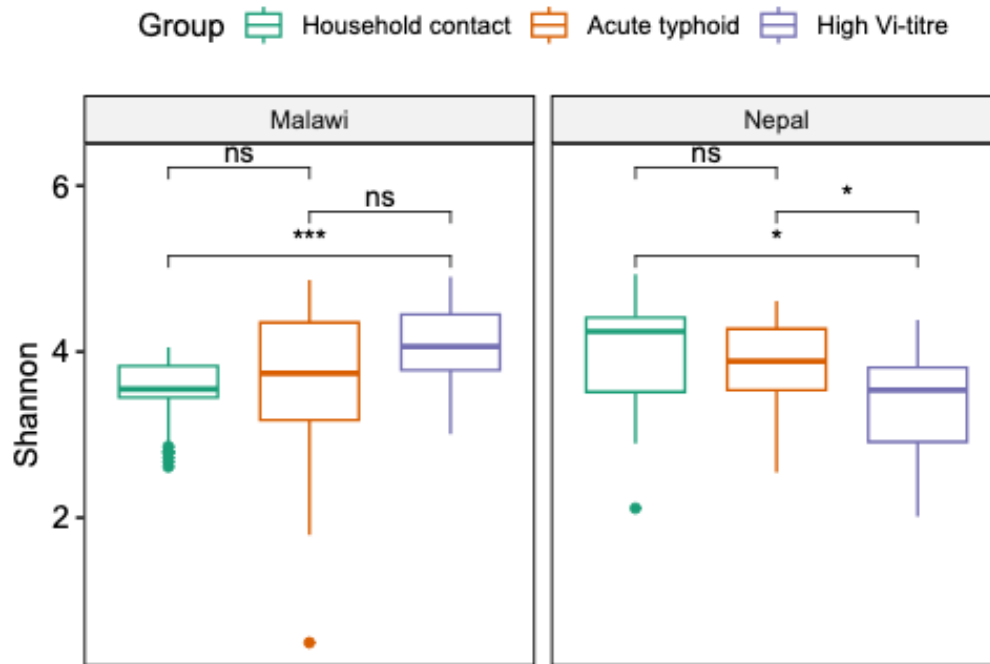 Group Household contact Acute typhoid High Vi-titre
Malawi Nepal
ns ns
6
*
ns
*** *
4
Shannon
2